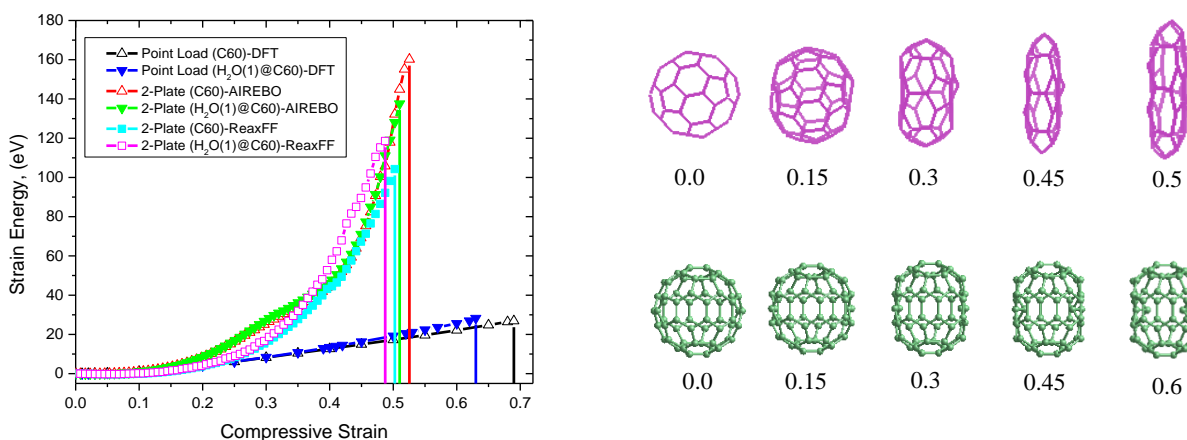 180
160
140
120
100
80
60
40
20
0
Strain Energy, (eV)
Point Load (C60)-DFT
Point Load (H₂O(1)@C60)-DFT
2-Plate (C60)-AIREBO
2-Plate (H₂O(1)@C60)-AIREBO
2-Plate (C60)-ReaxFF
2-Plate (H₂O(1)@C60)-ReaxFF
0.0 0.1 0.2 0.3 0.4 0.5 0.6 0.7
Compressive Strain
0.0 0.15 0.3 0.45 0.5
0.0 0.15 0.3 0.45 0.6